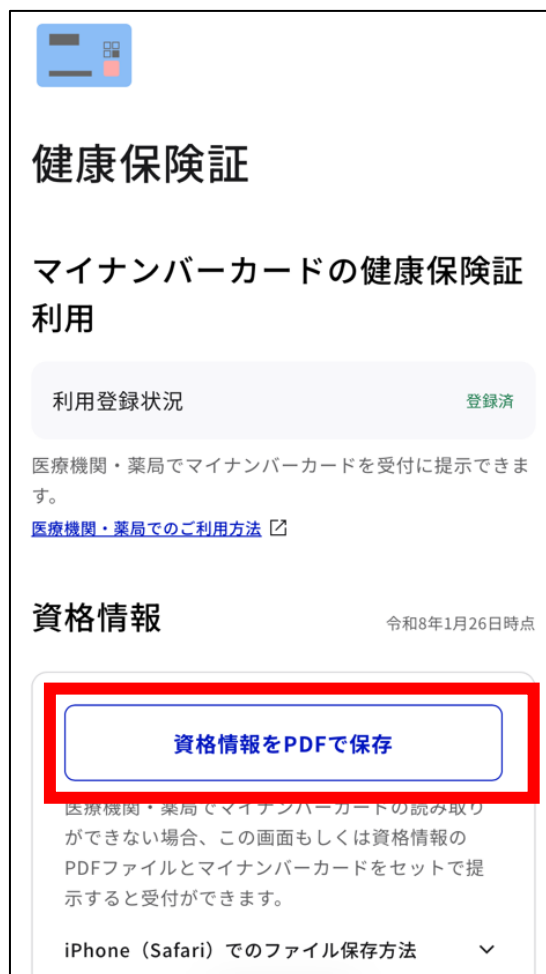 健康保険証
マイナンバーカードの健康保険証
利用
利用登録状況
登録済
医療機関・薬局でマイナンバーカードを受付に提示できま
す。
医療機関・薬局でのご利用方法
資格情報
令和8年1月26日時点
資格情報をPDFで保存
医療機関・薬局でマイナンバーカードの読み取り
ができない場合、この画面もしくは資格情報の
PDFファイルとマイナンバーカードをセットで提
示すると受付ができます。
iPhone（Safari）でのファイル保存方法